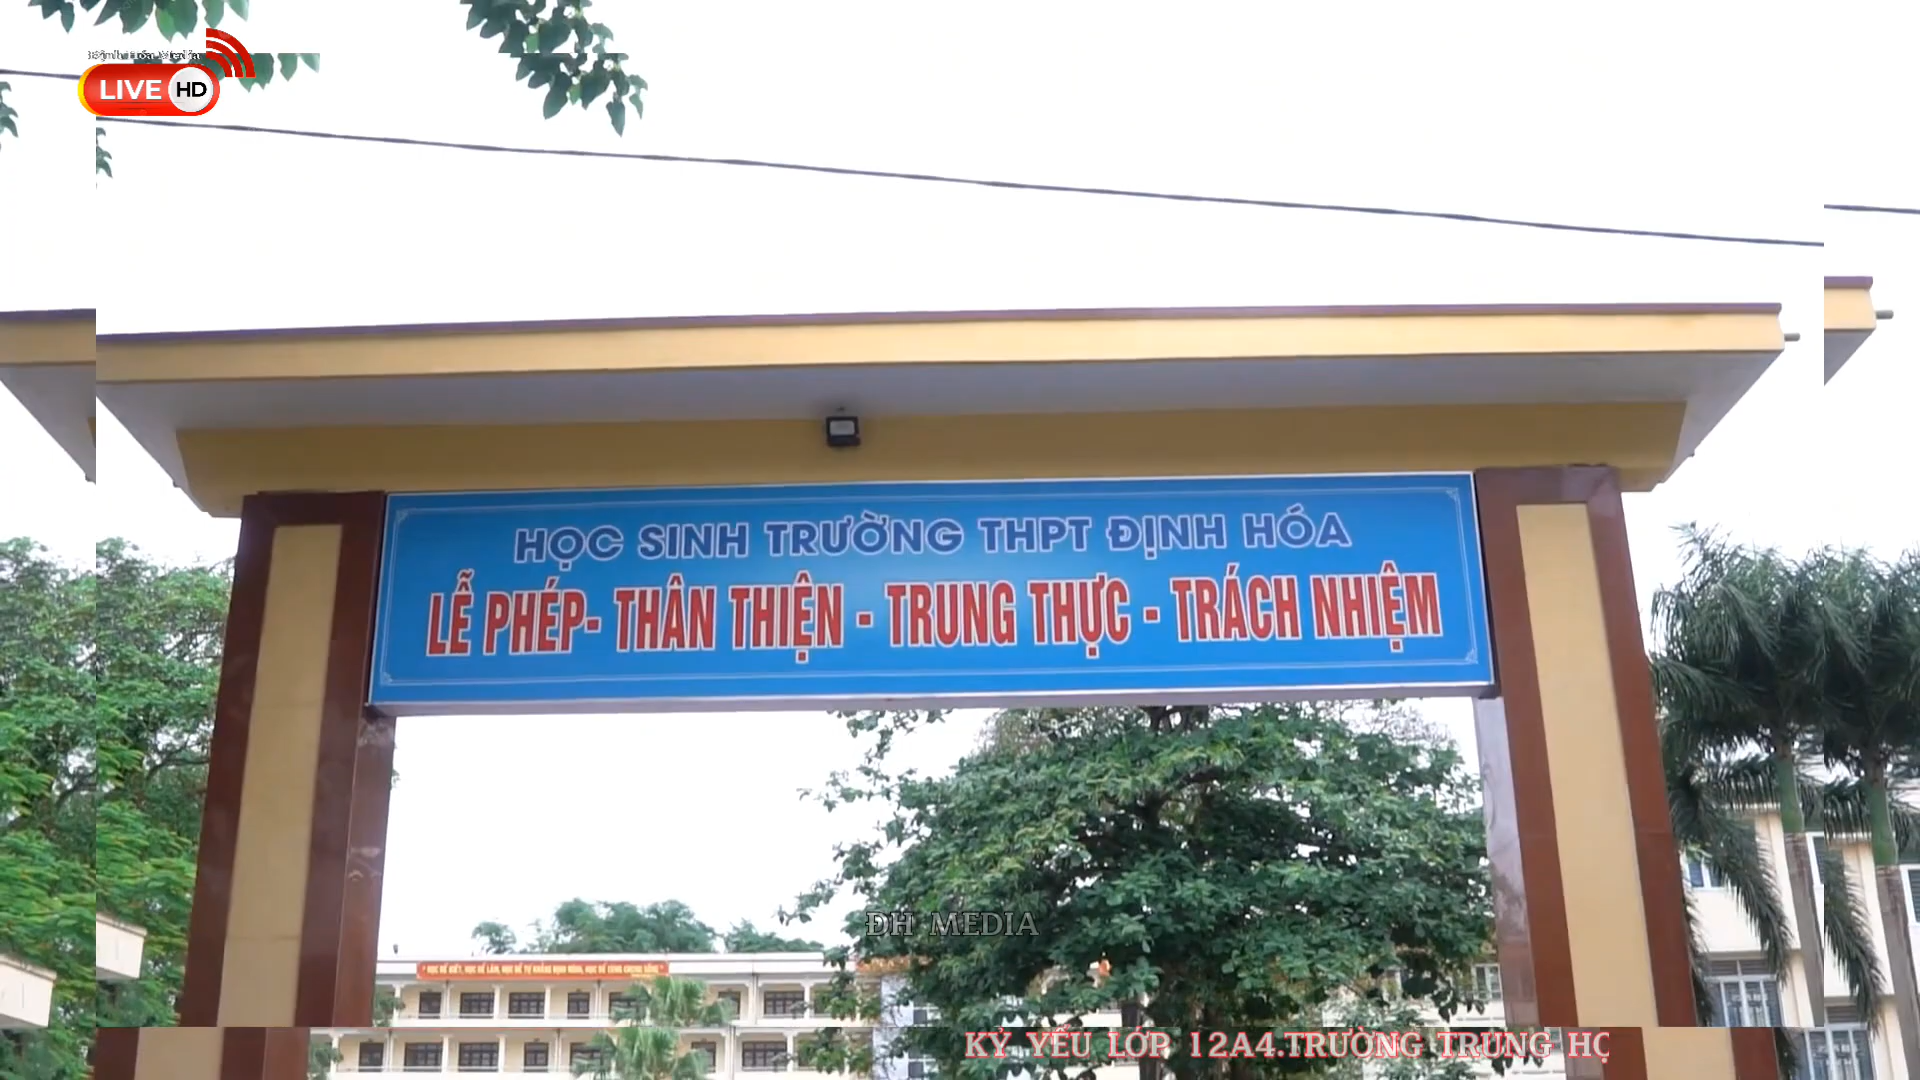 LIVE HD
HỌC SINH TRƯỜNG THPT ĐỊNH HÓA
LỄ PHÉP- THÂN THIỆN - TRUNG THỰC - TRÁCH NHIỆM
ĐH MEDIA
KỶ YẾU LỚP 12A4.TRƯỜNG TRUNG HỌ